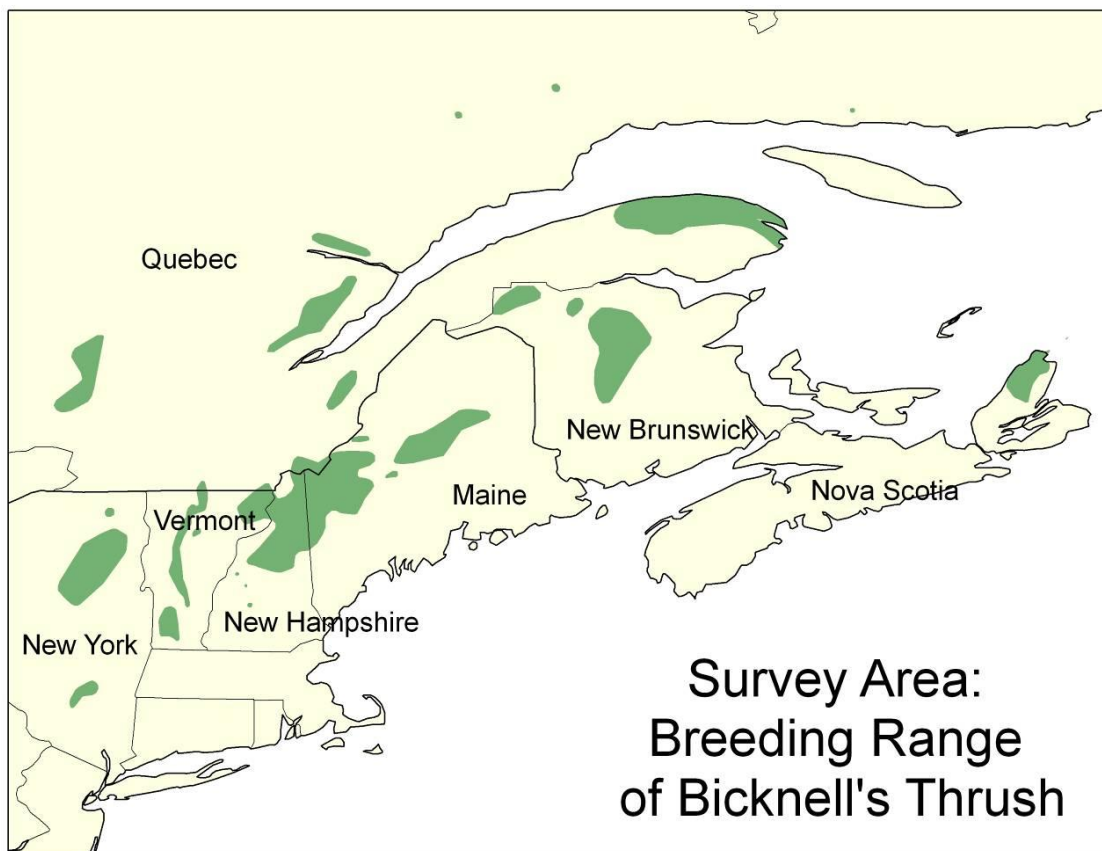 Quebec
New Brunswick
Maine
Nova Scotia
Vermont
New Hampshire
New York
Survey Area:
Breeding Range
of Bicknell's Thrush